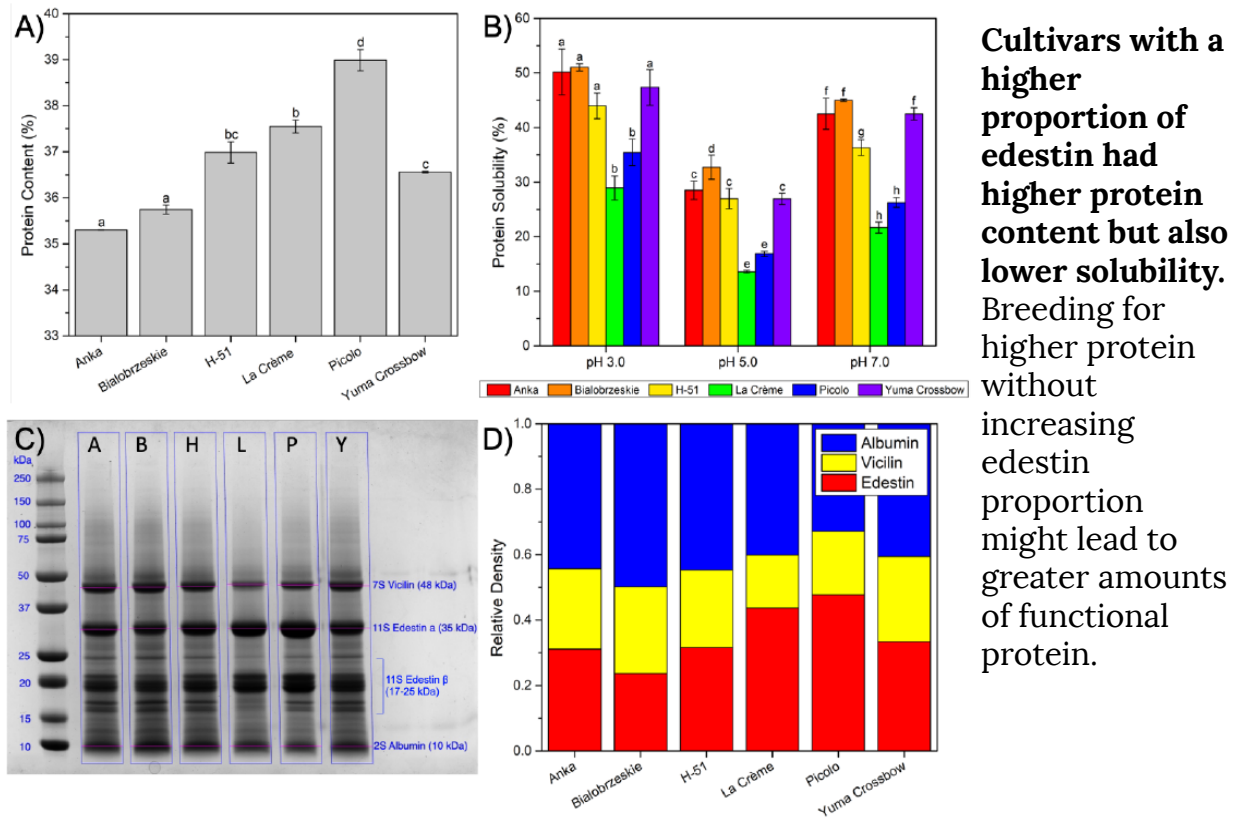 A)
40
39
38
37
36
35
34
33
Protein Content (%)
a
a
bc
b
d
c
Anka
Bialobrzeskie
H-51
La Crème
Picolo
Yuma Crossbow
B)
60
50
40
30
20
10
0
Protein Solubility (%)
a
a
a
b
b
a
c
d
c
e
e
c
f
f
g
h
h
f
pH 3.0
pH 5.0
pH 7.0
Anka
Bialobrzeskie
H-51
La Crème
Picolo
Yuma Crossbow
Cultivars with a
higher
proportion of
edestin had
higher protein
content but also
lower solubility.
Breeding for
higher protein
without
increasing
edestin
proportion
might lead to
greater amounts
of functional
protein.
C)
kDa
250
150
100
75
50
37
25
20
15
10
A B H L P Y
7S Vicilin (48 kDa)
11S Edestin a (35 kDa)
11S Edestin β
(17-25 kDa)
2S Albumin (10 kDa)
D)
1.0
0.8
0.6
0.4
0.2
0.0
Relative Density
Albumin
Vicilin
Edestin
Anka
Bialobrzeskie
H-51
La Crème
Picolo
Yuma Crossbow